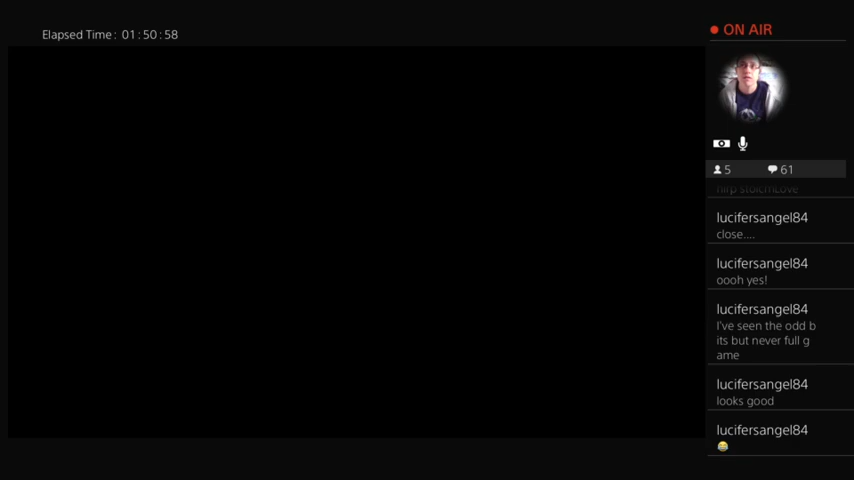 Elapsed Time: 01:50:58
ON AIR
5 61
lucifersangel84
close....
lucifersangel84
oooh yes!
lucifersangel84
I've seen the odd b
its but never full g
ame
lucifersangel84
looks good
lucifersangel84
😂